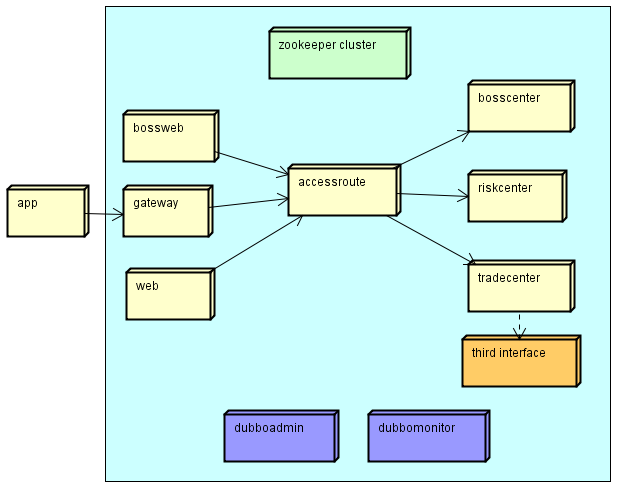 zookeeper cluster
bosscenter
bossweb
accessroute
riskcenter
app
gateway
web
tradecenter
third interface
dubboadmin
dubbomonitor